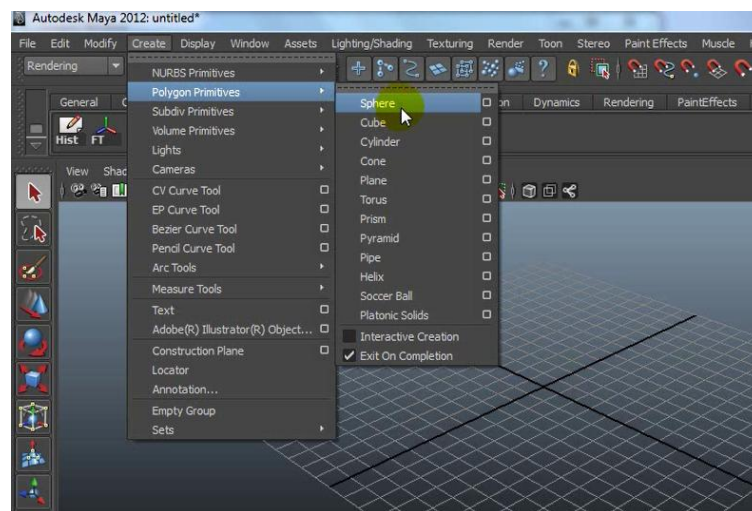 Autodesk Maya 2012: untitled*
File Edit Modify Create Display Window Assets Lighting/Shading Texturing Render Toon Stereo Paint Effects Muscle
Rendering
General
Dynamics Rendering PaintEffects
Hist FT
View
NURBS Primitives
Polygon Primitives
Subdiv Primitives
Volume Primitives
Lights
Cameras
CV Curve Tool
EP Curve Tool
Bezier Curve Tool
Pencil Curve Tool
Arc Tools
Measure Tools
Text
Adobe(R) Illustrator(R) Object...
Construction Plane
Locator
Annotation...
Empty Group
Sets
Sphere
Cube
Cylinder
Cone
Plane
Torus
Prism
Pyramid
Pipe
Helix
Soccer Ball
Platonic Solids
Interactive Creation
Exit On Completion